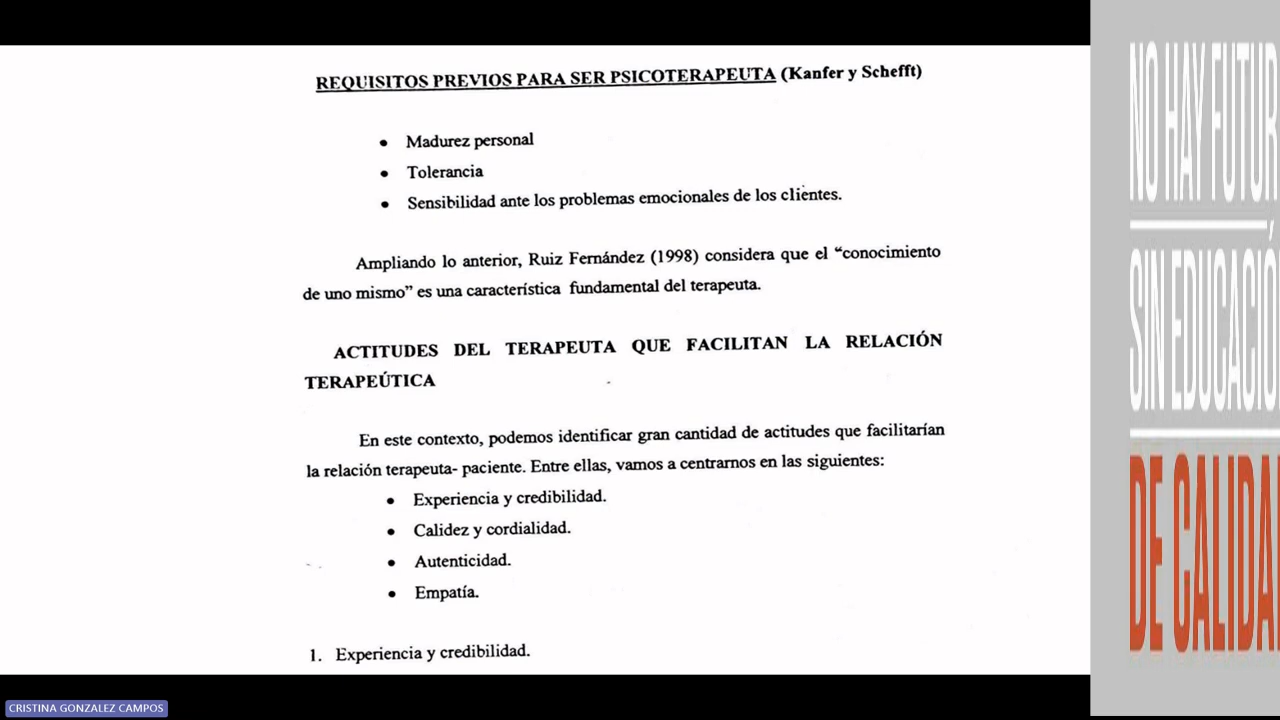 REQUISITOS PREVIOS PARA SER PSICOTERAPEUTA (Kanfer y Schefft)
• Madurez personal
• Tolerancia
• Sensibilidad ante los problemas emocionales de los clientes.
Ampliando lo anterior, Ruiz Fernández (1998) considera que el “conocimiento
de uno mismo” es una característica fundamental del terapeuta.
ACTITUDES DEL TERAPEUTA QUE FACILITAN LA RELACIÓN
TERAPEÚTICA
En este contexto, podemos identificar gran cantidad de actitudes que facilitarían
la relación terapeuta- paciente. Entre ellas, vamos a centrarnos en las siguientes:
• Experiencia y credibilidad.
• Calidez y cordialidad.
• Autenticidad.
• Empatía.
1. Experiencia y credibilidad.
NO HAY FUTUR
SIN EDUCACIÓ
DE CALIDA
CRISTINA GONZALEZ CAMPOS